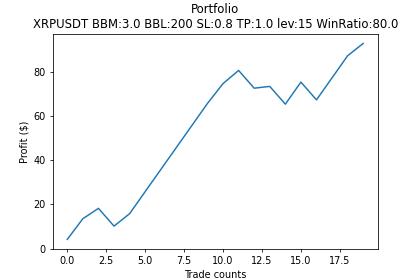 Portfolio
XRPUSDT BBM:3.0 BBL:200 SL:0.8 TP:1.0 lev:15 WinRatio:80.0
80
60
40
20
0
Profit ($)
0.0 2.5 5.0 7.5 10.0 12.5 15.0 17.5
Trade counts